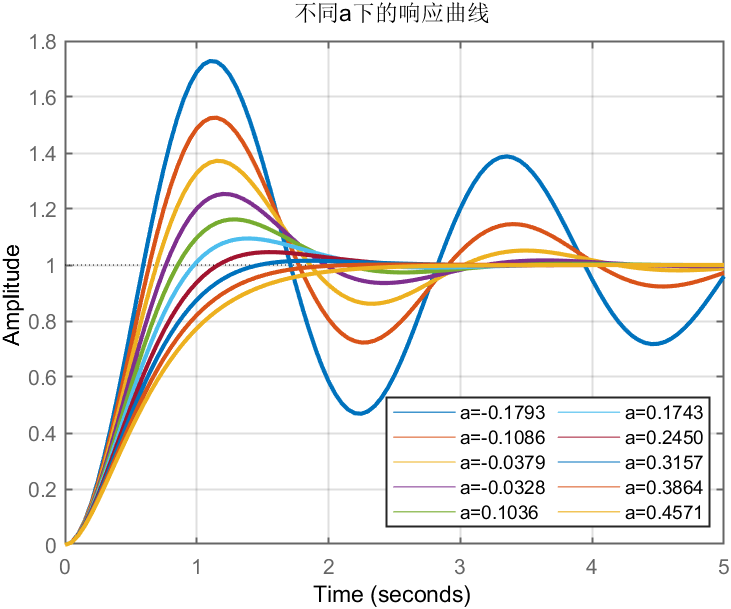 不同a下的响应曲线
Amplitude
1.8
1.6
1.4
1.2
1
0.8
0.6
0.4
0.2
0
a=-0.1793
a=-0.1086
a=-0.0379
a=-0.0328
a=0.1036
a=0.1743
a=0.2450
a=0.3157
a=0.3864
a=0.4571
0 1 2 3 4 5
Time (seconds)